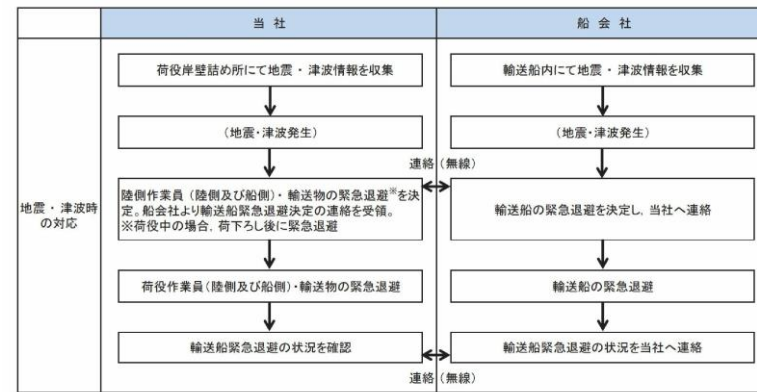 当 社
船 会 社
地震・津波時
の対応
荷役岸壁詰め所にて地震・津波情報を収集
輸送船内にて地震・津波情報を収集
(地震・津波発生)
(地震・津波発生)
連絡(無線)
陸側作業員(陸側及び船側)・輸送物の緊急退避※を決
定。船会社より輸送船緊急退避決定の連絡を受領。
※荷役中の場合,荷下ろし後に緊急退避
輸送船の緊急退避を決定し,当社へ連絡
荷役作業員(陸側及び船側)・輸送物の緊急退避
輸送船の緊急退避
輸送船緊急退避の状況を確認
輸送船緊急退避の状況を当社へ連絡
連絡(無線)